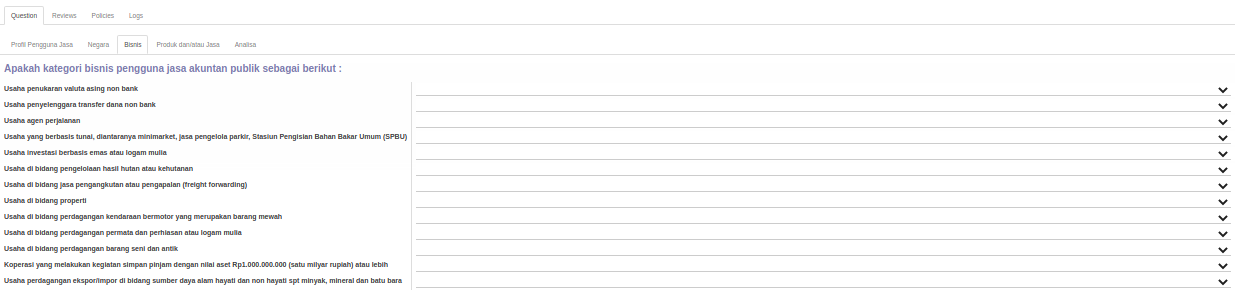 Question Reviews Policies Logs
Profil Pengguna Jasa Negara Bisnis Produk dan/atau Jasa Analisa
Apakah kategori bisnis pengguna jasa akuntan publik sebagai berikut :
Usaha penukaran valuta asing non bank
Usaha penyelenggara transfer dana non bank
Usaha agen perjalanan
Usaha yang berbasis tunai, diantaranya minimarket, jasa pengelola parkir, Stasiun Pengisian Bahan Bakar Umum (SPBU)
Usaha investasi berbasis emas atau logam mulia
Usaha di bidang pengelolaan hasil hutan atau kehutanan
Usaha di bidang jasa pengangkutan atau pengapalan (freight forwarding)
Usaha di bidang properti
Usaha di bidang perdagangan kendaraan bermotor yang merupakan barang mewah
Usaha di bidang perdagangan permata dan perhiasan atau logam mulia
Usaha di bidang perdagangan barang seni dan antik
Koperasi yang melakukan kegiatan simpan pinjam dengan nilai aset Rp1.000.000.000 (satu milyar rupiah) atau lebih
Usaha perdagangan ekspor/impor di bidang sumber daya alam hayati dan non hayati spt minyak, mineral dan batu bara